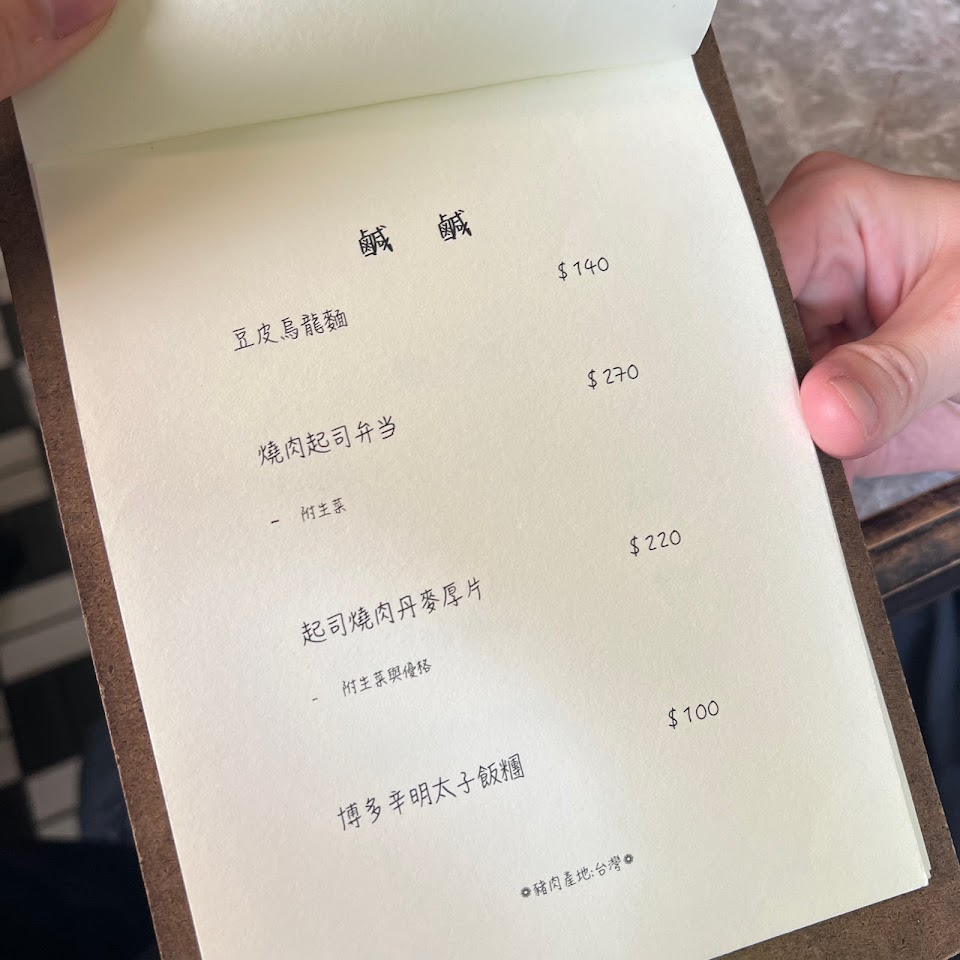 鹹 鹹
豆皮烏龍麵 $140
燒肉起司弁当 $270
- 附生菜
起司燒肉丹麥厚片 $220
- 附生菜與優格
博多辛明太子飯糰 $100
❁豬肉產地:台灣❁